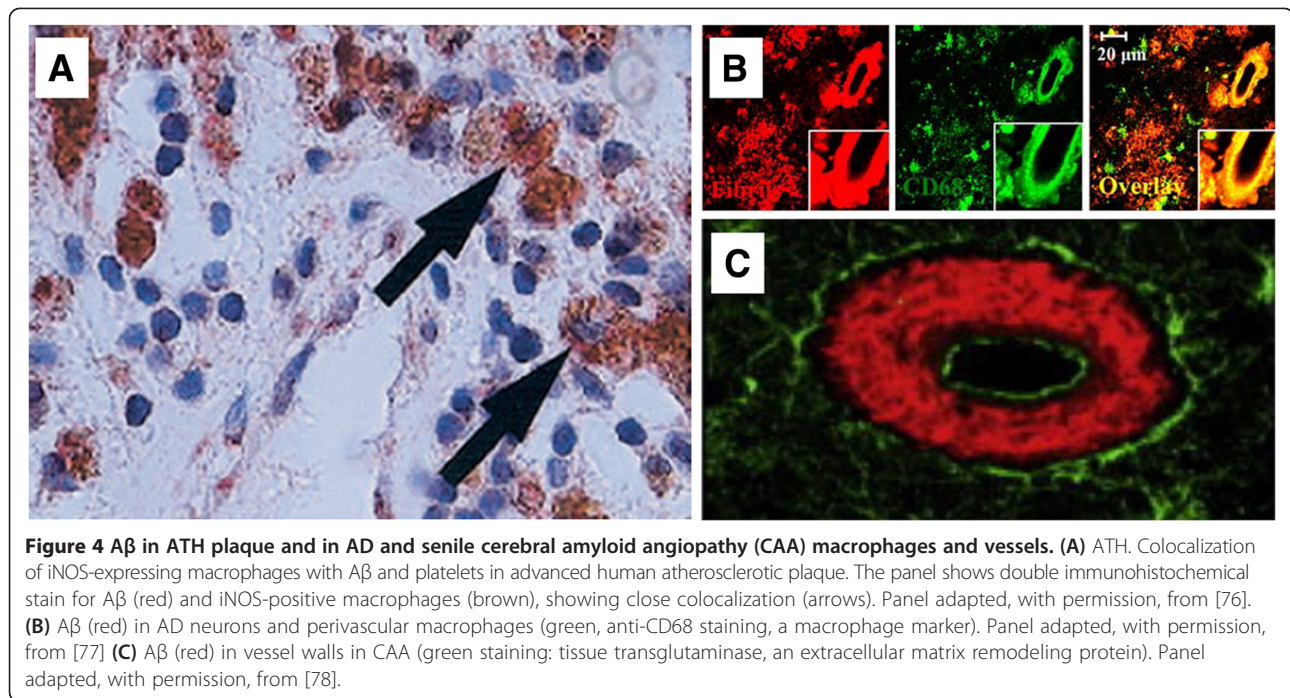 A
C
B
20 μm
Fibril
CD68
Overlay
C
Figure 4 Aβ in ATH plaque and in AD and senile cerebral amyloid angiopathy (CAA) macrophages and vessels. (A) ATH. Colocalization
of iNOS-expressing macrophages with Aβ and platelets in advanced human atherosclerotic plaque. The panel shows double immunohistochemical
stain for Aβ (red) and iNOS-positive macrophages (brown), showing close colocalization (arrows). Panel adapted, with permission, from [76].
(B) Aβ (red) in AD neurons and perivascular macrophages (green, anti-CD68 staining, a macrophage marker). Panel adapted, with permission,
from [77] (C) Aβ (red) in vessel walls in CAA (green staining: tissue transglutaminase, an extracellular matrix remodeling protein). Panel
adapted, with permission, from [78].